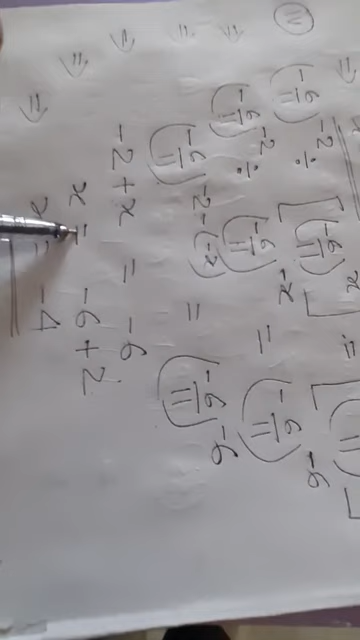 ⇒ (-6/11)^-2 ÷ [(-6/11)^x] = [(
⇒ (-6/11)^-2 ÷ (-6/11)^-x = (-6/11)^-6
⇒ (-6/11)^-2-(-x) = (-6/11)^-6
⇒ -2+x = -6
⇒ x = -6+2
⇒ x = -4